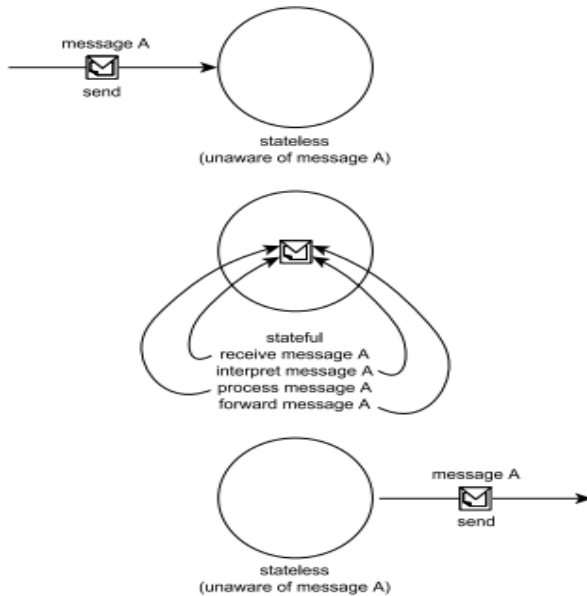 message A
send
stateless
(unaware of message A)
stateful
receive message A
interpret message A
process message A
forward message A
message A
send
stateless
(unaware of message A)